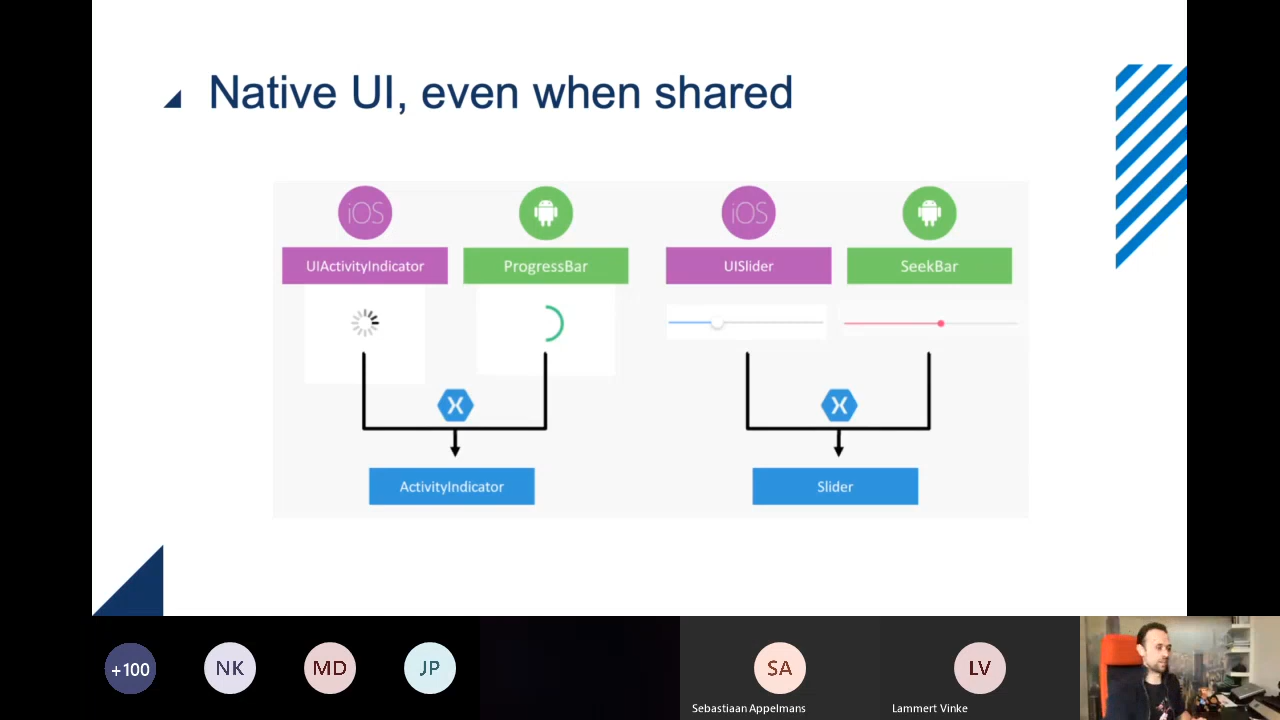 Native UI, even when shared
iOS
iOS
UIActivityIndicator
ProgressBar
UISlider
SeekBar
ActivityIndicator
Slider
+100
NK
MD
JP
SA
LV
Sebastiaan Appelmans
Lammert Vinke